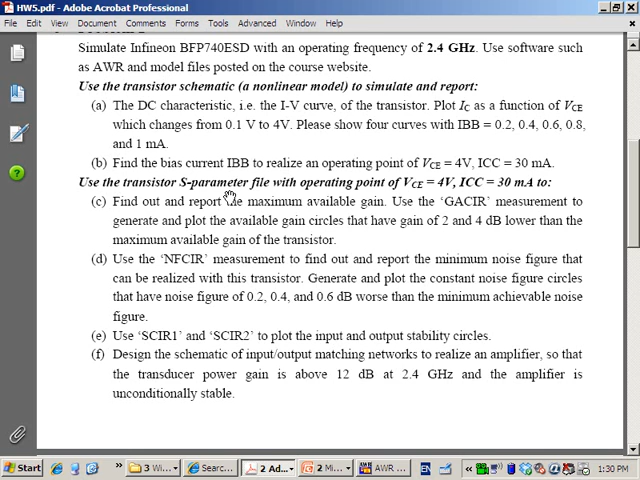 HW5.pdf - Adobe Acrobat Professional
File Edit View Document Comments Forms Tools Advanced Window Help
Simulate Infineon BFP740ESD with an operating frequency of 2.4 GHz. Use software such
as AWR and model files posted on the course website.
Use the transistor schematic (a nonlinear model) to simulate and report:
(a) The DC characteristic, i.e. the I-V curve, of the transistor. Plot IC as a function of VCE
which changes from 0.1 V to 4V. Please show four curves with IBB = 0.2, 0.4, 0.6, 0.8,
and 1 mA.
(b) Find the bias current IBB to realize an operating point of VCE = 4V, ICC = 30 mA.
Use the transistor S-parameter file with operating point of VCE = 4V, ICC = 30 mA to:
(c) Find out and report the maximum available gain. Use the ‘GACIR’ measurement to
generate and plot the available gain circles that have gain of 2 and 4 dB lower than the
maximum available gain of the transistor.
(d) Use the ‘NFCIR’ measurement to find out and report the minimum noise figure that
can be realized with this transistor. Generate and plot the constant noise figure circles
that have noise figure of 0.2, 0.4, and 0.6 dB worse than the minimum achievable noise
figure.
(e) Use ‘SCIR1’ and ‘SCIR2’ to plot the input and output stability circles.
(f) Design the schematic of input/output matching networks to realize an amplifier, so that
the transducer power gain is above 12 dB at 2.4 GHz and the amplifier is
unconditionally stable.
Start » 3 Wi... Searc... 2 Ad... 2 Mi... AWR ... EN « 1:30 PM